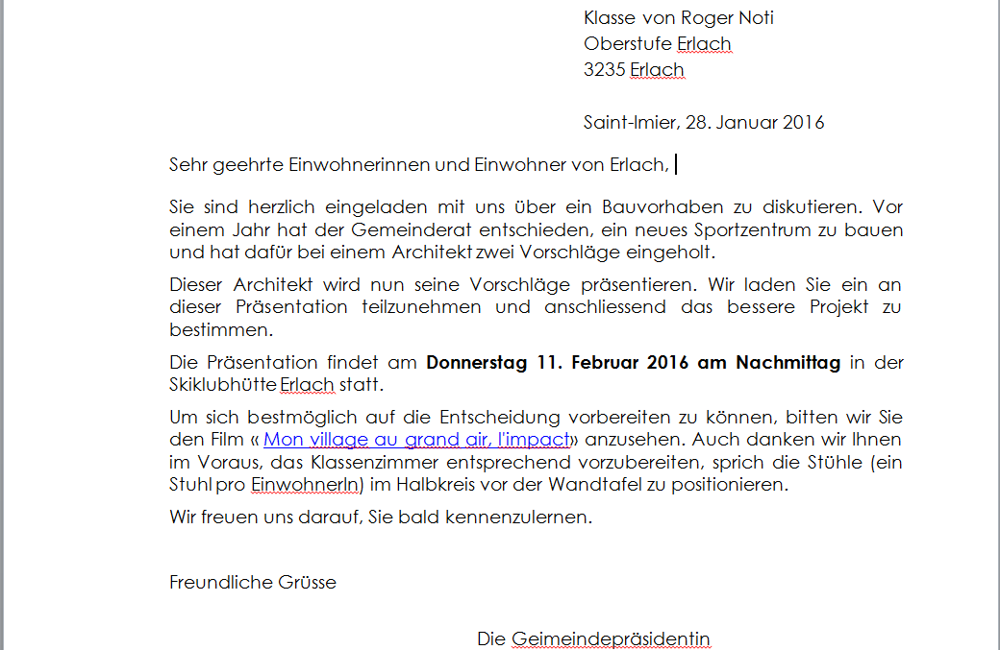 Klasse von Roger Noti
Oberstufe Erlach
3235 Erlach
Saint-Imier, 28. Januar 2016
Sehr geehrte Einwohnerinnen und Einwohner von Erlach,
Sie sind herzlich eingeladen mit uns über ein Bauvorhaben zu diskutieren. Vor
einem Jahr hat der Gemeinderat entschieden, ein neues Sportzentrum zu bauen
und hat dafür bei einem Architekt zwei Vorschläge eingeholt.
Dieser Architekt wird nun seine Vorschläge präsentieren. Wir laden Sie ein an
dieser Präsentation teilzunehmen und anschliessend das bessere Projekt zu
bestimmen.
Die Präsentation findet am Donnerstag 11. Februar 2016 am Nachmittag in der
Skiklubhütte Erlach statt.
Um sich bestmöglich auf die Entscheidung vorbereiten zu können, bitten wir Sie
den Film « Mon village au grand air, l'impact» anzusehen. Auch danken wir Ihnen
im Voraus, das Klassenzimmer entsprechend vorzubereiten, sprich die Stühle (ein
Stuhl pro EinwohnerIn) im Halbkreis vor der Wandtafel zu positionieren.
Wir freuen uns darauf, Sie bald kennenzulernen.
Freundliche Grüsse
Die Geimeindepräsidentin